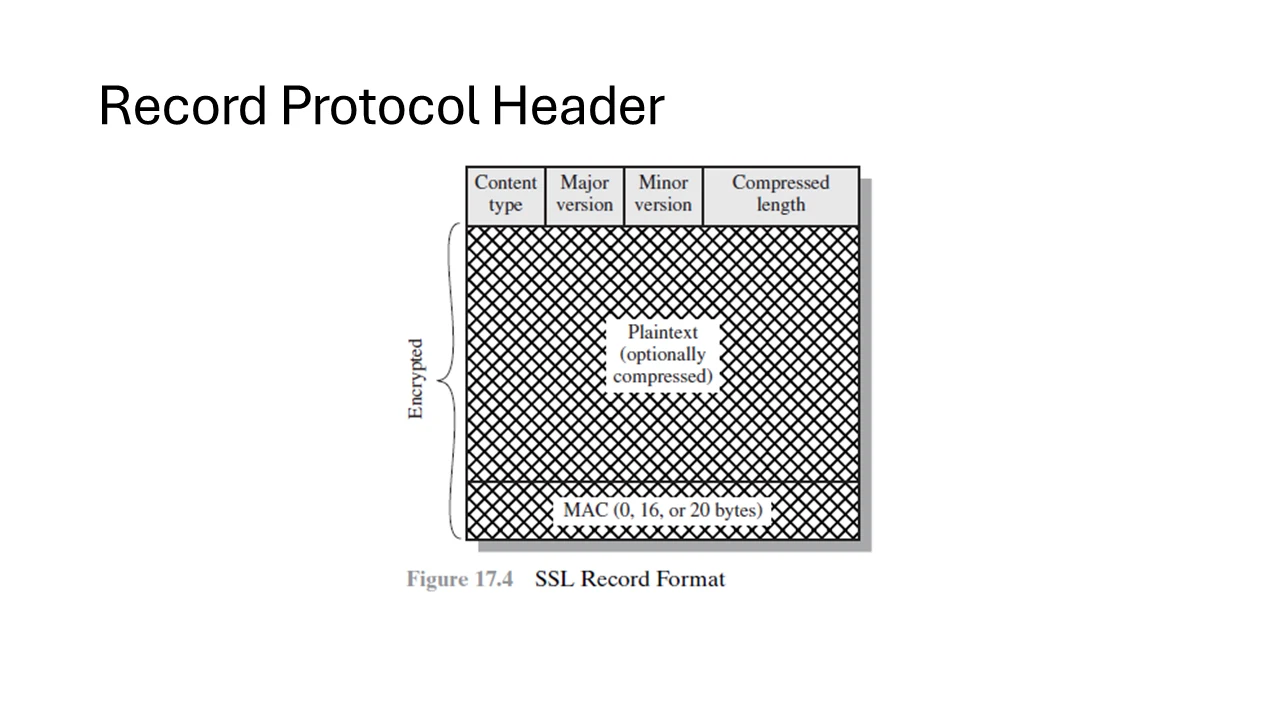 Record Protocol Header
Content type
Major version
Minor version
Compressed length
Encrypted
Plaintext
(optionally
compressed)
MAC (0, 16, or 20 bytes)
Figure 17.4 SSL Record Format